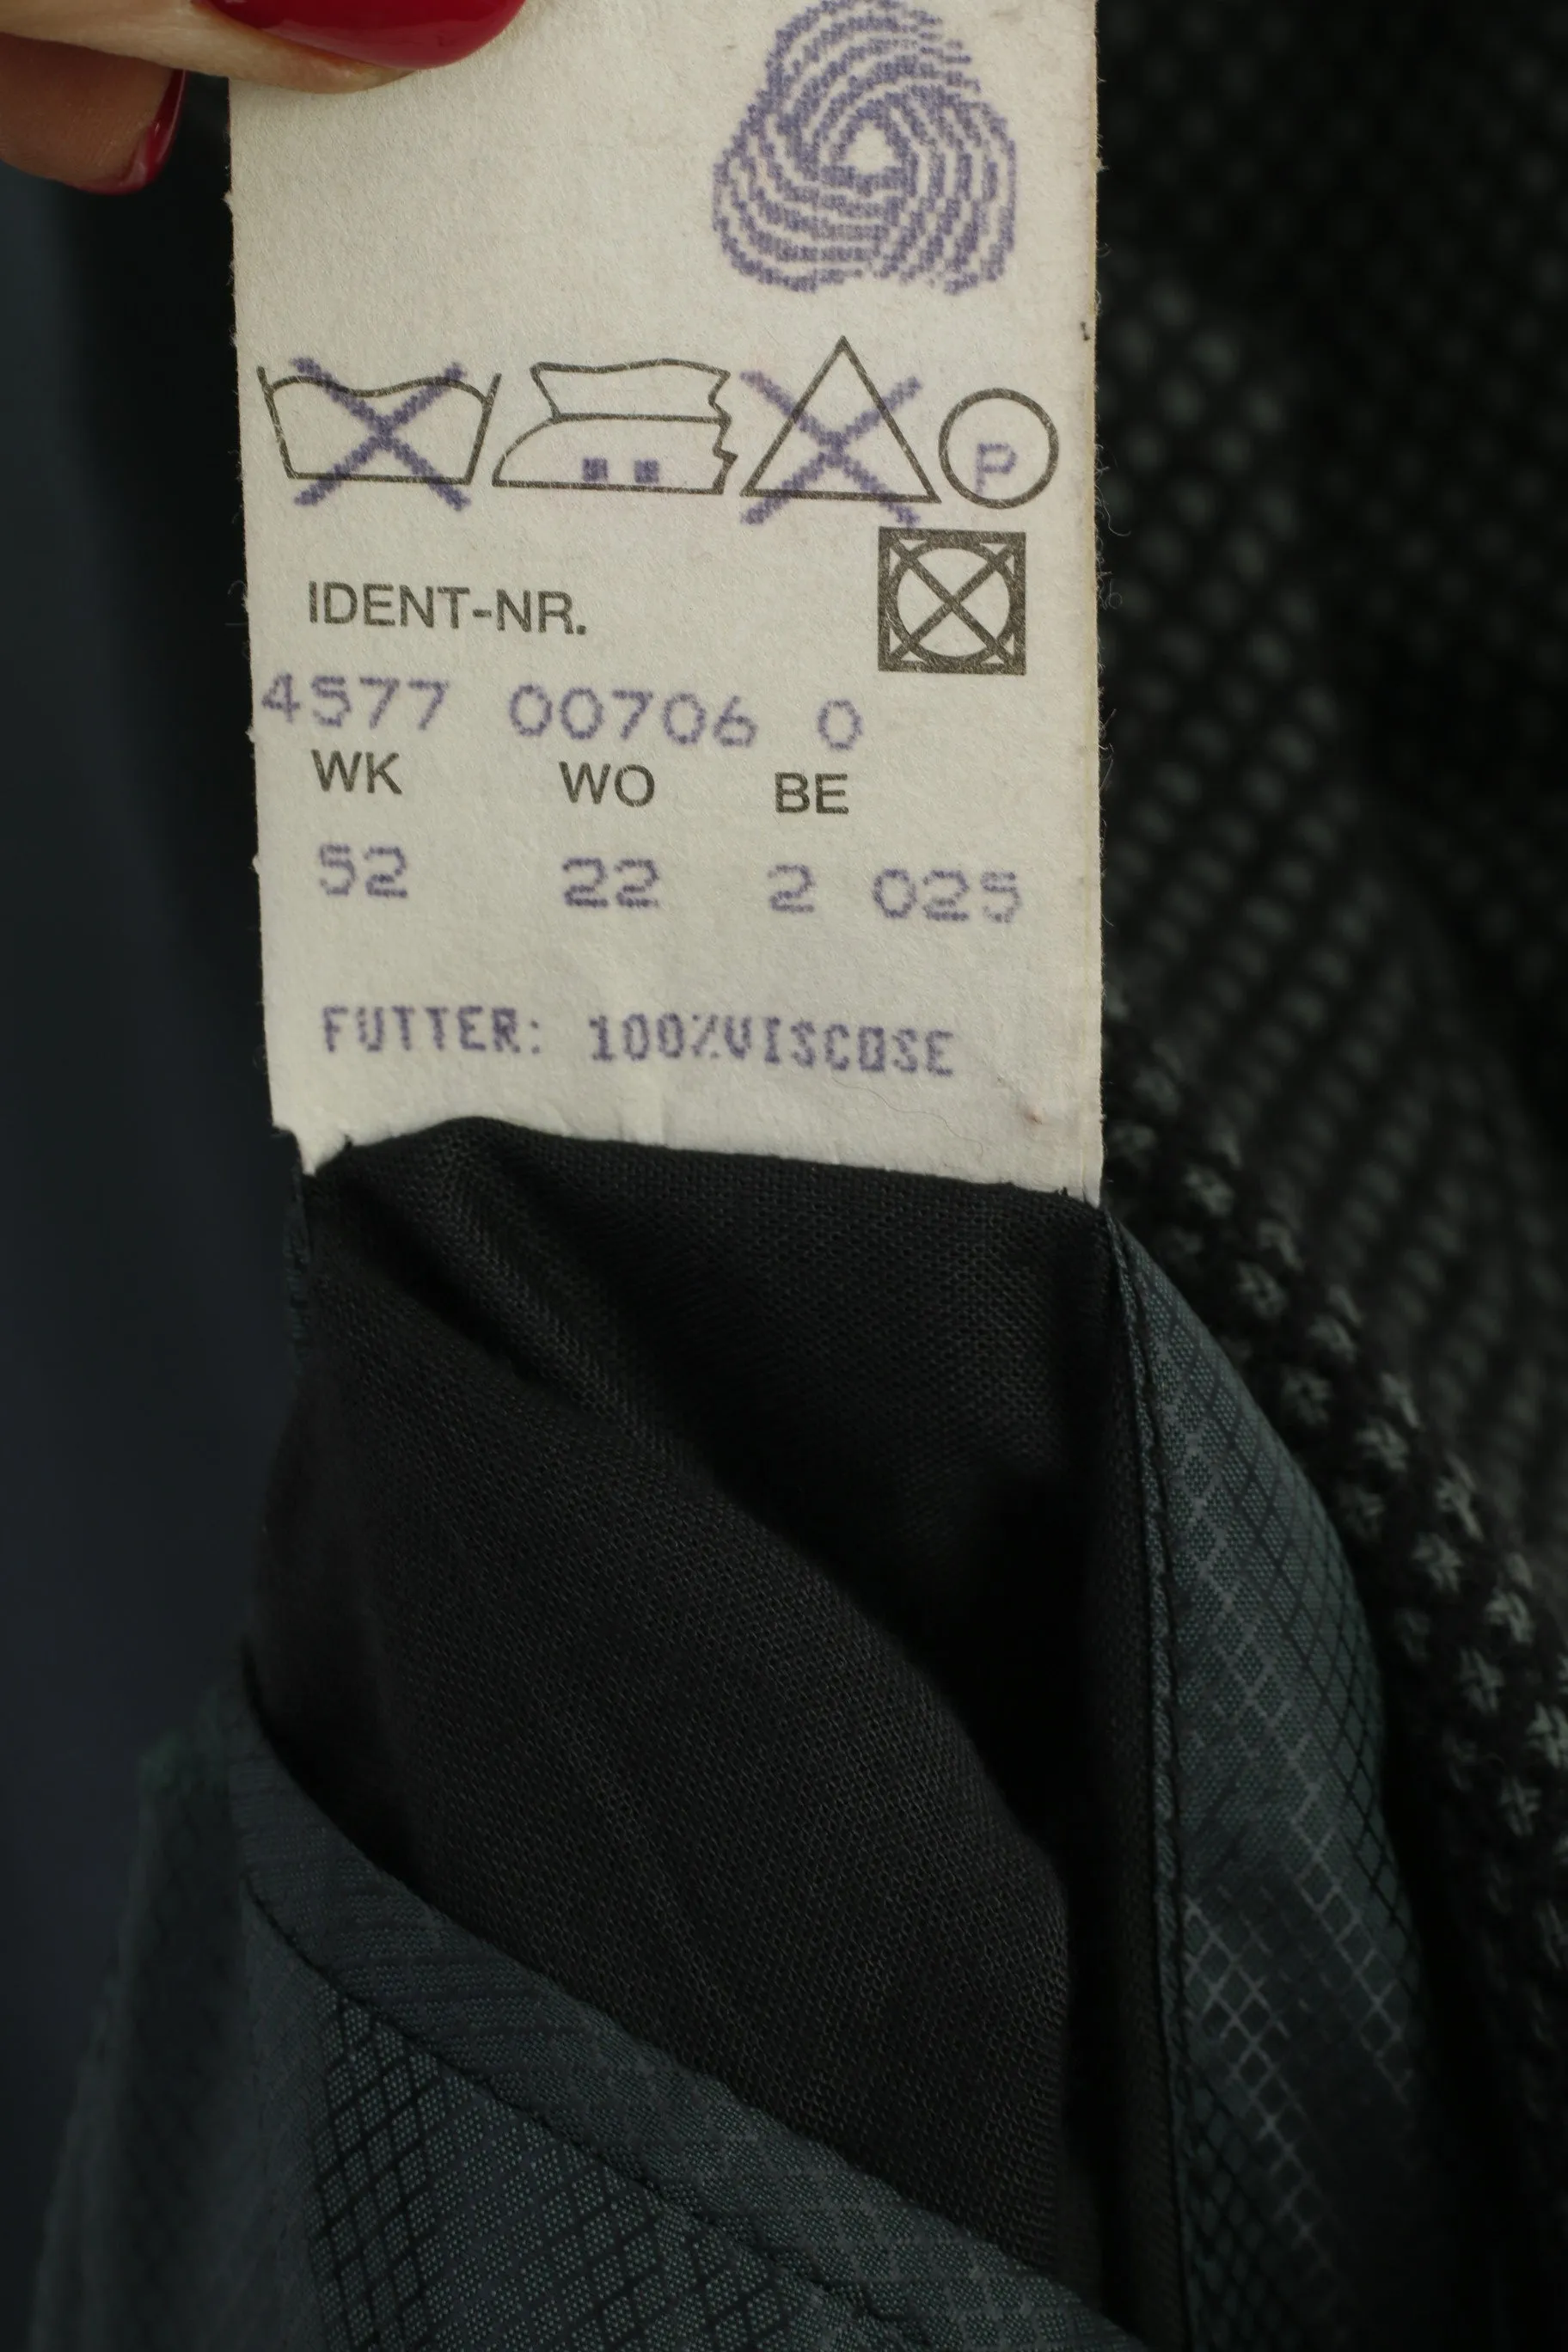 P
IDENT-NR.
4577 00706 0
WK WO BE
52 22 2 025
FUTTER: 100%VISCOSE